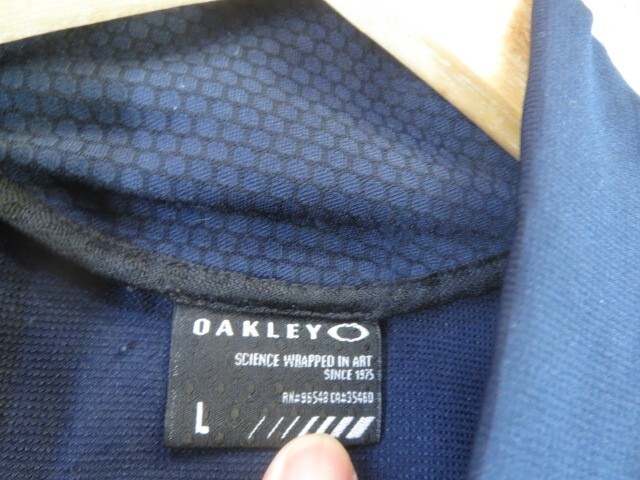 OAKLEY
SCIENCE WRAPPED IN ART
SINCE 1975
RN#96548 CA#35460
L